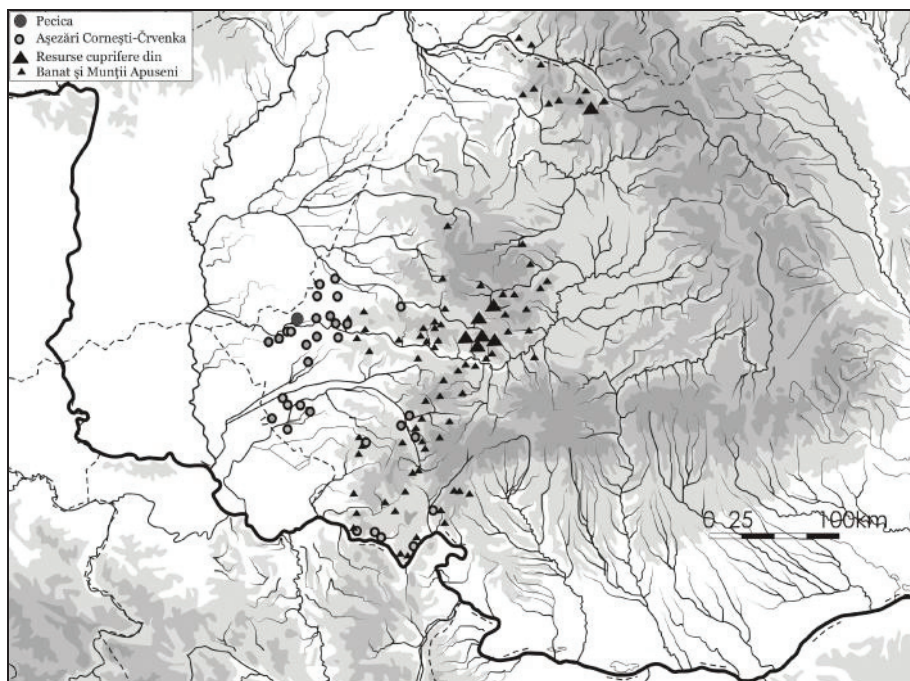 Pecica
Așezări Cornești-Črvenka
Resurse cuprifere din
Banat și Munții Apuseni
0 25 100km